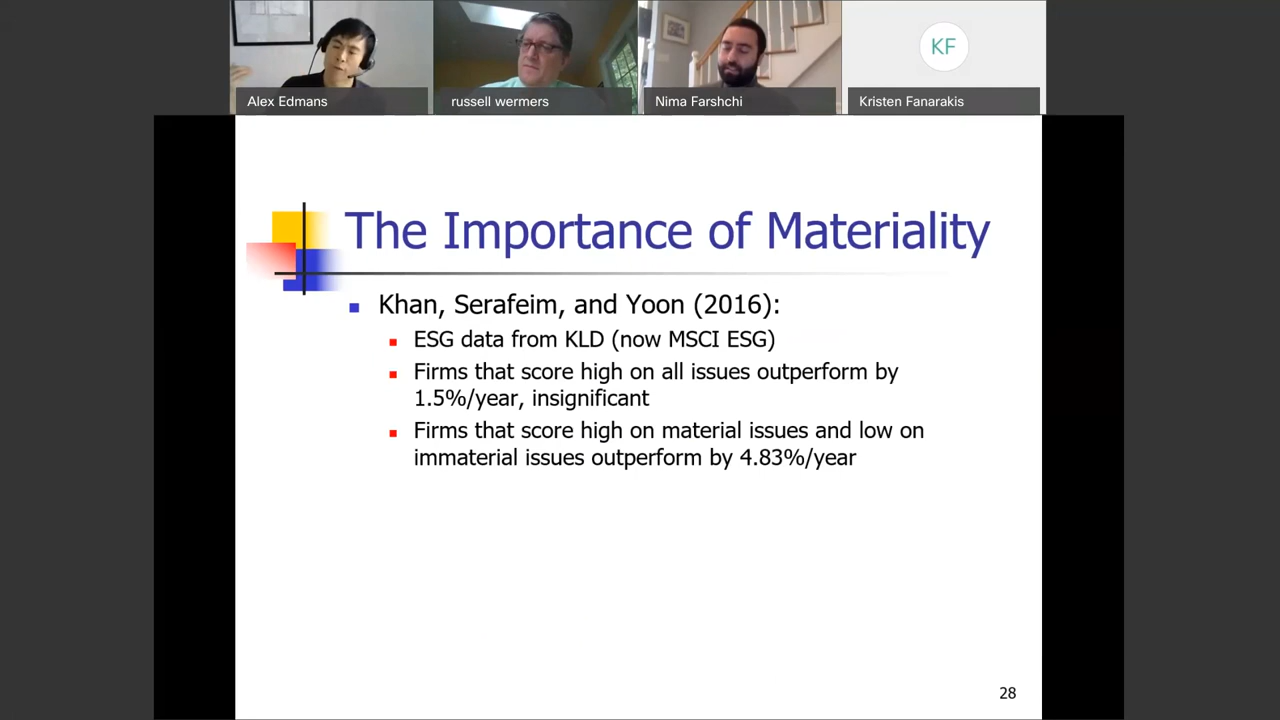 Alex Edmans
russell wermers
Nima Farshchi
KF
Kristen Fanarakis
The Importance of Materiality
Khan, Serafeim, and Yoon (2016):
ESG data from KLD (now MSCI ESG)
Firms that score high on all issues outperform by
1.5%/year, insignificant
Firms that score high on material issues and low on
immaterial issues outperform by 4.83%/year
28